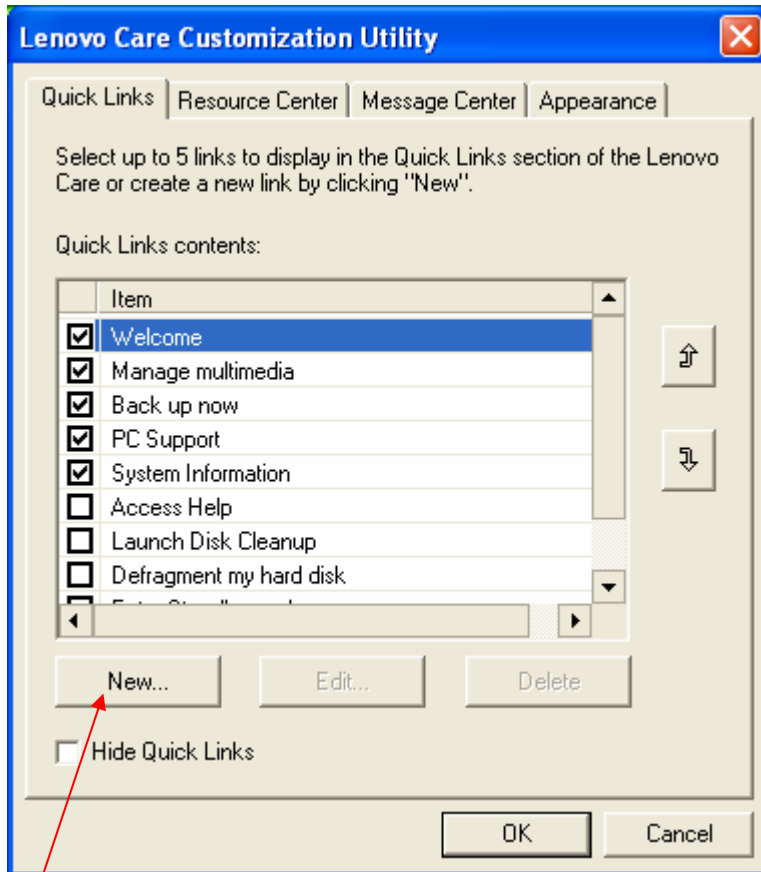 Lenovo Care Customization Utility
Quick Links Resource Center Message Center Appearance
Select up to 5 links to display in the Quick Links section of the Lenovo
Care or create a new link by clicking "New".
Quick Links contents:
Item
Welcome
Manage multimedia
Back up now
PC Support
System Information
Access Help
Launch Disk Cleanup
Defragment my hard disk
New... Edit... Delete
Hide Quick Links
OK Cancel